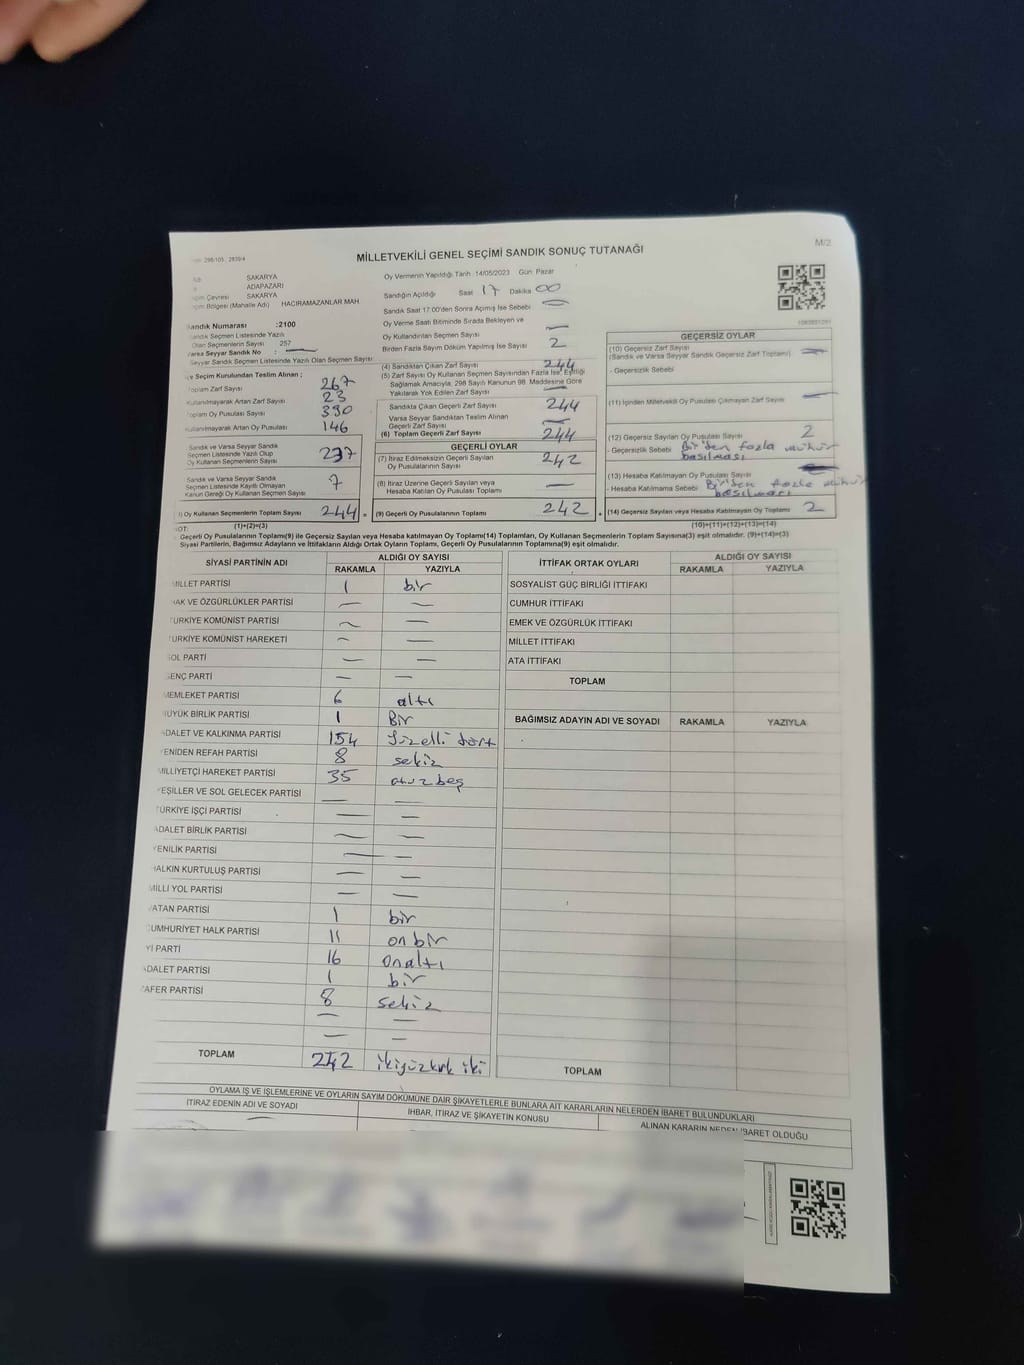 298/105 , 2839/4
M/2
MİLLETVEKİLİ GENEL SEÇİMİ SANDIK SONUÇ TUTANAĞI
SAKARYA
ADAPAZARI
Çevresi SAKARYA
Bölgesi (Mahalle Adı) HACIRAMAZANLAR MAH.
Oy Vermenin Yapıldığı Tarih :14/05/2023 Gün: Pazar
Sandığın Açıldığı Saat 17 Dakika 00
Sandık Saat 17:00'den Sonra Açılmış İse Sebebi —
Oy Verme Saati Bitiminde Sırada Bekleyen ve
Oy Kullandırılan Seçmen Sayısı —
Birden Fazla Sayım Döküm Yapılmış İse Sayısı 2
andık Numarası :2100
andık Seçmen Listesinde Yazılı
Olan Seçmenlerin Sayısı 257
Varsa Seyyar Sandık No : —
Seyyar Sandık Seçmen Listesinde Yazılı Olan Seçmen Sayısı
çe Seçim Kurulundan Teslim Alınan ;
Toplam Zarf Sayısı 267
Kullanılmayarak Artan Zarf Sayısı 23
Toplam Oy Pusulası Sayısı 390
Kullanılmayarak Artan Oy Pusulası 146
Sandık ve Varsa Seyyar Sandık
Seçmen Listesinde Yazılı Olup
Oy Kullanan Seçmenlerin Sayısı 237
Sandık ve Varsa Seyyar Sandık
Seçmen Listesinde Kayıtlı Olmayan
Kanun Gereği Oy Kullanan Seçmen Sayısı 7
) Oy Kullanan Seçmenlerin Toplam Sayısı 244 =
(1)+(2)=(3)
(4) Sandıktan Çıkan Zarf Sayısı 244
(5) Zarf Sayısı Oy Kullanan Seçmen Sayısından Fazla İse, Eşitliği
Sağlamak Amacıyla, 298 Sayılı Kanunun 98. Maddesine Göre
Yakılarak Yok Edilen Zarf Sayısı —
Sandıkta Çıkan Geçerli Zarf Sayısı 244
Varsa Seyyar Sandıktan Teslim Alınan
Geçerli Zarf Sayısı —
(6) Toplam Geçerli Zarf Sayısı 244
GEÇERLİ OYLAR
(7) İtiraz Edilmeksizin Geçerli Sayılan
Oy Pusulalarının Sayısı 242
(8) İtiraz Üzerine Geçerli Sayılan veya
Hesaba Katılan Oy Pusulası Toplamı —
(9) Geçerli Oy Pusulalarının Toplamı 242
GEÇERSİZ OYLAR
(10) Geçersiz Zarf Sayısı
(Sandık ve Varsa Seyyar Sandık Geçersiz Zarf Toplamı) —
- Geçersizlik Sebebi
(11) İçinden Milletvekili Oy Pusulası Çıkmayan Zarf Sayısı —
(12) Geçersiz Sayılan Oy Pusulası Sayısı 2
- Geçersizlik Sebebi Birden fazla mühür
basılması
(13) Hesaba Katılmayan Oy Pusulası Sayısı —
- Hesaba Katılmama Sebebi Birden fazla mühür
basılması
(14) Geçersiz Sayılan veya Hesaba Katılmayan Oy Toplamı 2
(10)+(11)+(12)+(13)=(14)
NOT:
Geçerli Oy Pusulaları Toplamı(9) ile Geçersiz Sayılan veya Hesaba katılmayan Oy Toplamı(14) Toplamları, Oy Kullanan Seçmenlerin Toplam Sayısına(3) eşit olmalıdır. (9)+(14)=(3)
Siyasi Partilerin, Bağımsız Adayların ve İttifakların Aldığı Ortak Oyların Toplamı, Geçerli Oy Pusulalarının Toplamına(9) eşit olmalıdır.
SİYASİ PARTİNİN ADI ALDIĞI OY SAYISI
RAKAMLA YAZIYLA
MİLLET PARTİSİ 1 bir
HAK VE ÖZGÜRLÜKLER PARTİSİ — —
TÜRKİYE KOMÜNİST PARTİSİ — —
TÜRKİYE KOMÜNİST HAREKETİ — —
SOL PARTİ — —
GENÇ PARTİ — —
MEMLEKET PARTİSİ 6 altı
BÜYÜK BİRLİK PARTİSİ 1 Bir
ADALET VE KALKINMA PARTİSİ 154 Yüzelli dört
YENİDEN REFAH PARTİSİ 8 sekiz
MİLLİYETÇİ HAREKET PARTİSİ 35 otuz beş
YEŞİLLER VE SOL GELECEK PARTİSİ — —
TÜRKİYE İŞÇİ PARTİSİ — —
ADALET BİRLİK PARTİSİ — —
YENİLİK PARTİSİ — —
HALKIN KURTULUŞ PARTİSİ — —
MİLLİ YOL PARTİSİ — —
VATAN PARTİSİ 1 bir
CUMHURİYET HALK PARTİSİ 11 on bir
İYİ PARTİ 16 Onaltı
ADALET PARTİSİ 1 bir
ZAFER PARTİSİ 8 sekiz
— —
— —
TOPLAM 242 ikiyüzkırk iki
İTTİFAK ORTAK OYLARI ALDIĞI OY SAYISI
RAKAMLA YAZIYLA
SOSYALİST GÜÇ BİRLİĞİ İTTİFAKI
CUMHUR İTTİFAKI
EMEK VE ÖZGÜRLÜK İTTİFAKI
MİLLET İTTİFAKI
ATA İTTİFAKI
TOPLAM
BAĞIMSIZ ADAYIN ADI VE SOYADI RAKAMLA YAZIYLA
TOPLAM
OYLAMA İŞ VE İŞLEMLERİNE VE OYLARIN SAYIM DÖKÜMÜNE DAİR ŞİKAYETLERLE BUNLARA AİT KARARLARIN NELERDEN İBARET BULUNDUKLARI
İTİRAZ EDENİN ADI VE SOYADI İHBAR, İTİRAZ VE ŞİKAYETİN KONUSU ALINAN KARARIN NEDEN İBARET OLDUĞU